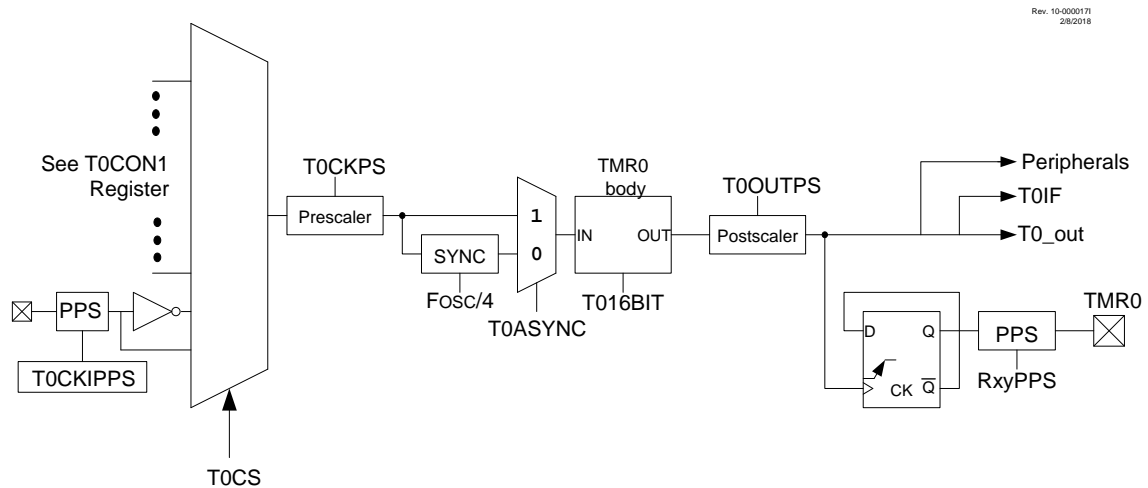 Rev. 10-000017I
2/8/2018
See T0CON1
Register
PPS
T0CKIPPS
T0CS
T0CKPS
Prescaler
SYNC
FOSC/4
1
0
T0ASYNC
TMR0
body
IN
OUT
T016BIT
T0OUTPS
Postscaler
Peripherals
T0IF
T0_out
D
Q
CK
Q̅
PPS
RxyPPS
TMR0